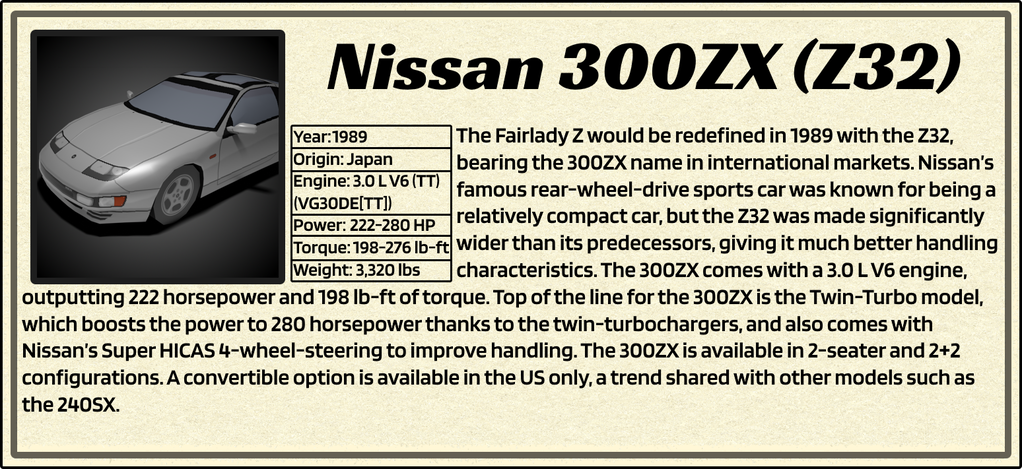 Nissan 300ZX (Z32)
Year: 1989
Origin: Japan
Engine: 3.0 L V6 (TT)
(VG30DE[TT])
Power: 222-280 HP
Torque: 198-276 lb-ft
Weight: 3,320 lbs
The Fairlady Z would be redefined in 1989 with the Z32,
bearing the 300ZX name in international markets. Nissan's
famous rear-wheel-drive sports car was known for being a
relatively compact car, but the Z32 was made significantly
wider than its predecessors, giving it much better handling
characteristics. The 300ZX comes with a 3.0 L V6 engine,
outputting 222 horsepower and 198 lb-ft of torque. Top of the line for the 300ZX is the Twin-Turbo model,
which boosts the power to 280 horsepower thanks to the twin-turbochargers, and also comes with
Nissan's Super HICAS 4-wheel-steering to improve handling. The 300ZX is available in 2-seater and 2+2
configurations. A convertible option is available in the US only, a trend shared with other models such as
the 240SX.